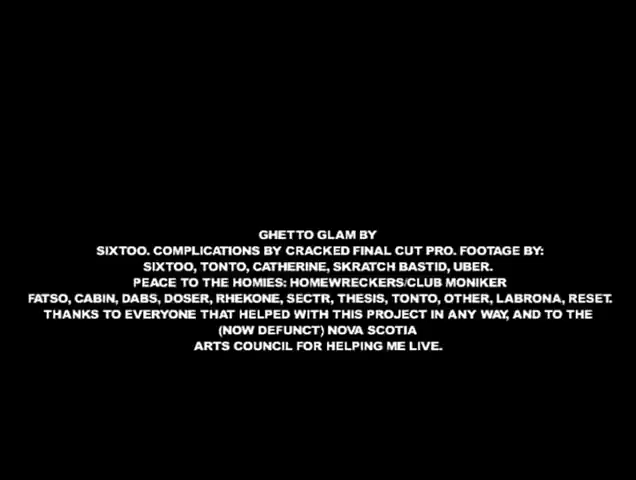 GHETTO GLAM BY
SIXTOO. COMPLICATIONS BY CRACKED FINAL CUT PRO. FOOTAGE BY:
SIXTOO, TONTO, CATHERINE, SKRATCH BASTID, UBER.
PEACE TO THE HOMIES: HOMEWRECKERS/CLUB MONIKER
FATSO, CABIN, DABS, DOSER, RHEKONE, SECTR, THESIS, TONTO, OTHER, LABRONA, RESET.
THANKS TO EVERYONE THAT HELPED WITH THIS PROJECT IN ANY WAY, AND TO THE
(NOW DEFUNCT) NOVA SCOTIA
ARTS COUNCIL FOR HELPING ME LIVE.